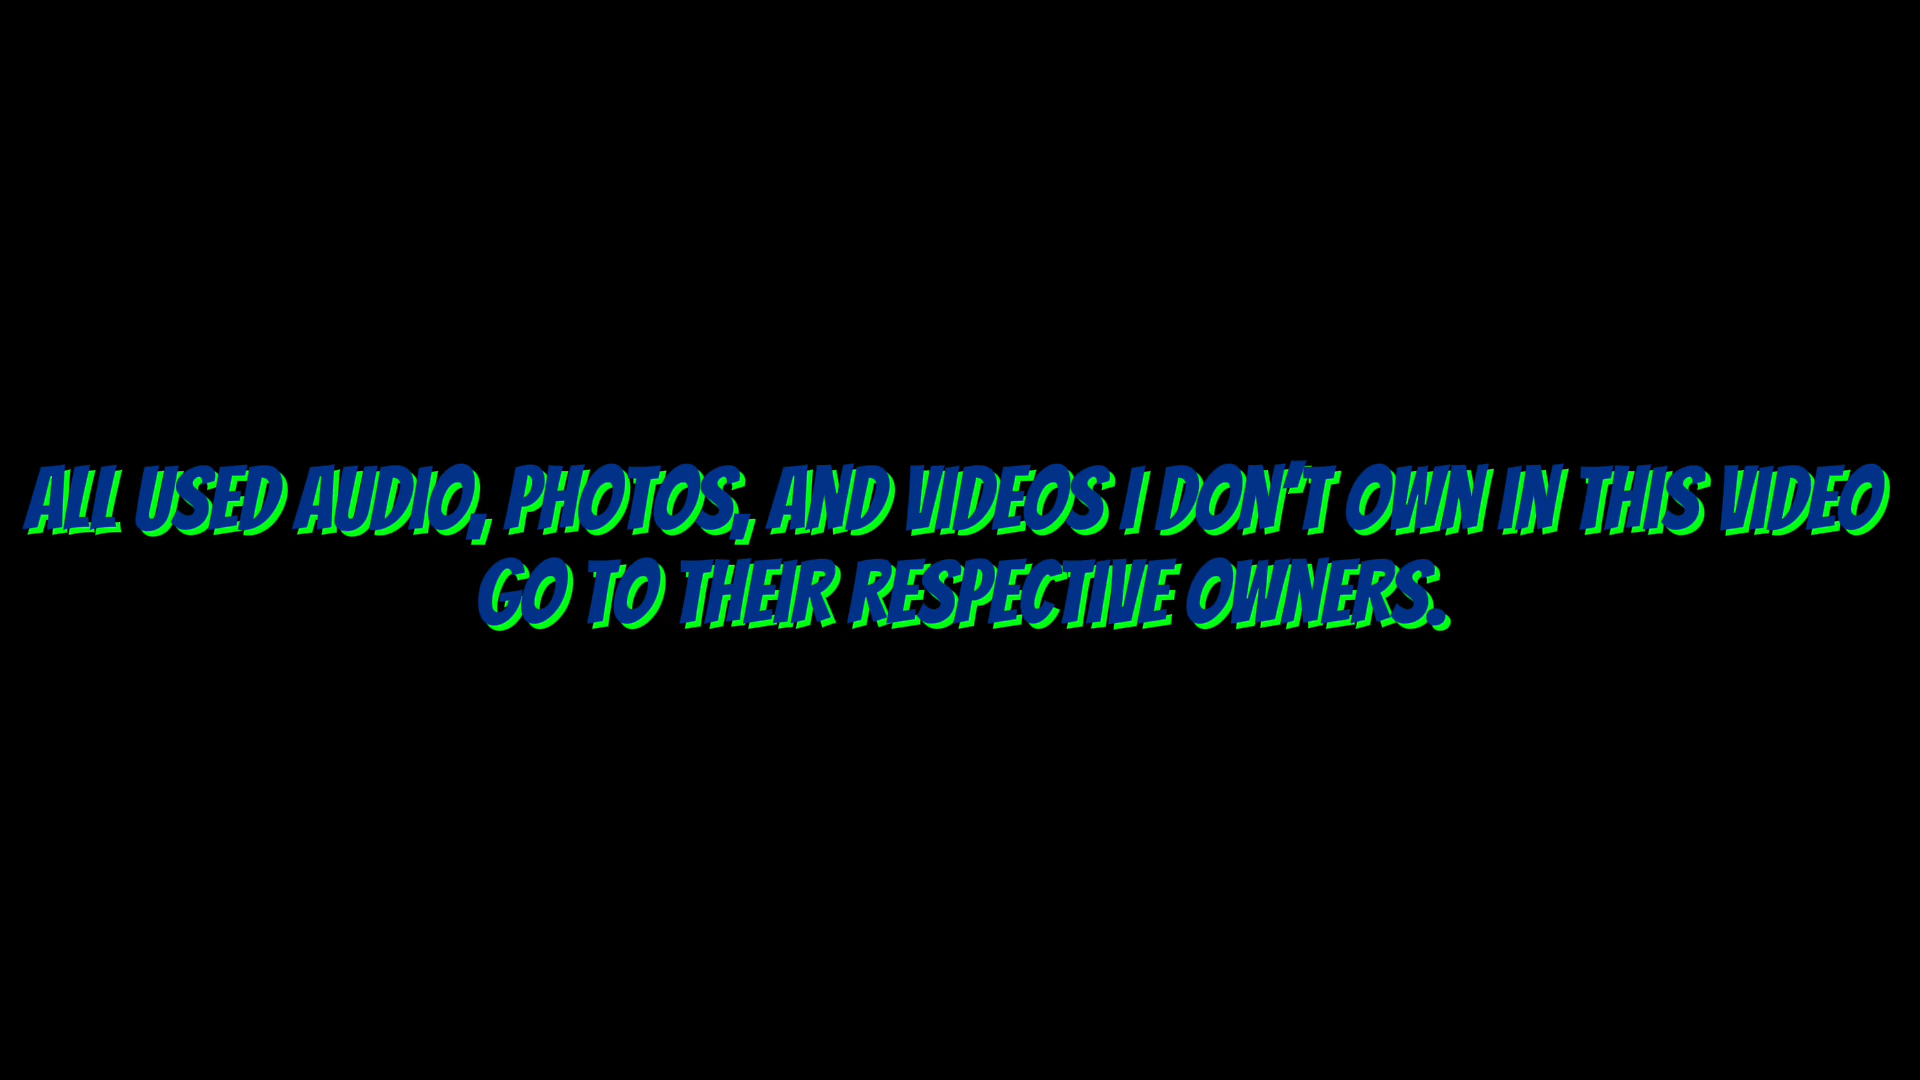 ALL USED AUDIO, PHOTOS, AND VIDEOS I DON'T OWN IN THIS VIDEO
GO TO THEIR RESPECTIVE OWNERS.